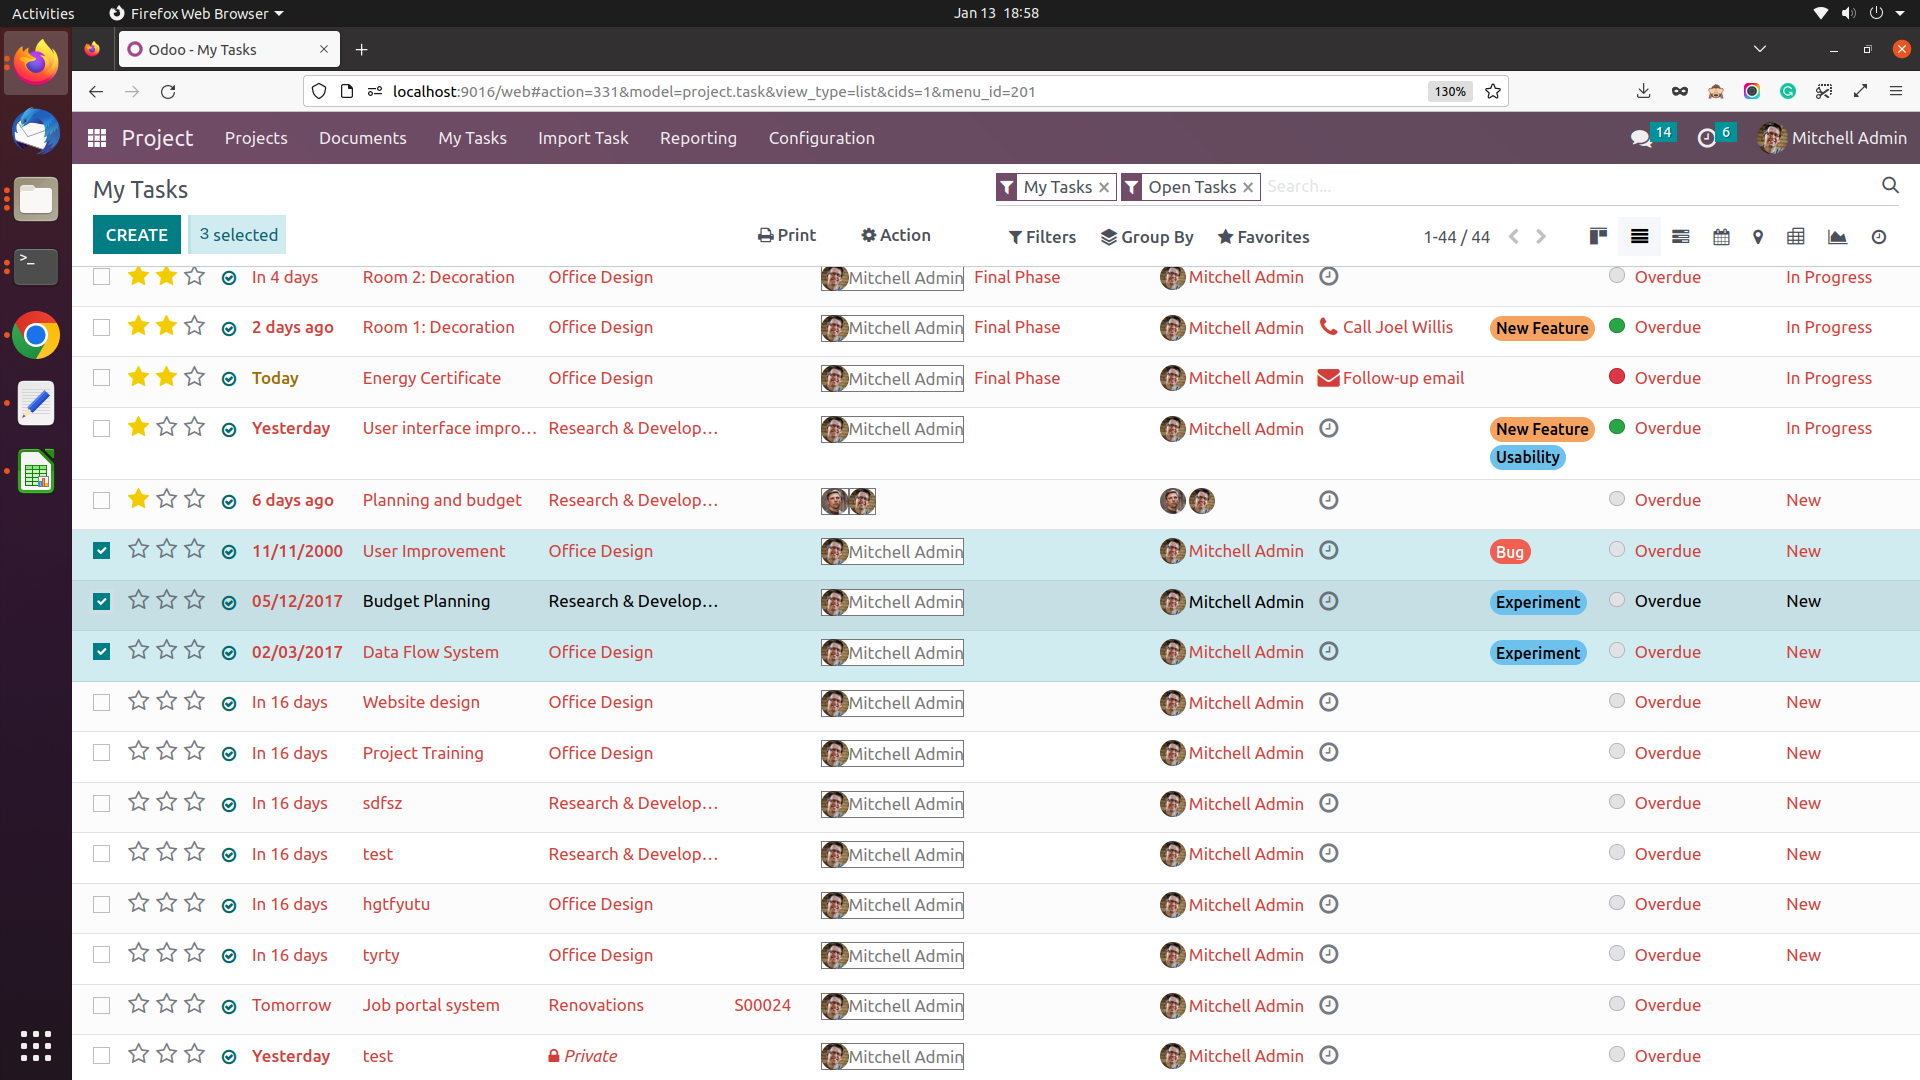 Activities Firefox Web Browser Jan 13 18:58
Odoo - My Tasks
localhost:9016/web#action=331&model=project.task&view_type=list&cids=1&menu_id=201 130%
Project Projects Documents My Tasks Import Task Reporting Configuration 14 6 Mitchell Admin
My Tasks My Tasks Open Tasks Search...
CREATE 3 selected Print Action Filters Group By Favorites 1-44 / 44
In 4 days Room 2: Decoration Office Design Mitchell Admin Final Phase Mitchell Admin Overdue In Progress
2 days ago Room 1: Decoration Office Design Mitchell Admin Final Phase Mitchell Admin Call Joel Willis New Feature Overdue In Progress
Today Energy Certificate Office Design Mitchell Admin Final Phase Mitchell Admin Follow-up email Overdue In Progress
Yesterday User interface impro... Research & Develop... Mitchell Admin Mitchell Admin New Feature Overdue In Progress
Usability
6 days ago Planning and budget Research & Develop... Overdue New
11/11/2000 User Improvement Office Design Mitchell Admin Mitchell Admin Bug Overdue New
05/12/2017 Budget Planning Research & Develop... Mitchell Admin Mitchell Admin Experiment Overdue New
02/03/2017 Data Flow System Office Design Mitchell Admin Mitchell Admin Experiment Overdue New
In 16 days Website design Office Design Mitchell Admin Mitchell Admin Overdue New
In 16 days Project Training Office Design Mitchell Admin Mitchell Admin Overdue New
In 16 days sdfsz Research & Develop... Mitchell Admin Mitchell Admin Overdue New
In 16 days test Research & Develop... Mitchell Admin Mitchell Admin Overdue New
In 16 days hgtfyutu Office Design Mitchell Admin Mitchell Admin Overdue New
In 16 days tyrty Office Design Mitchell Admin Mitchell Admin Overdue New
Tomorrow Job portal system Renovations S00024 Mitchell Admin Mitchell Admin Overdue
Yesterday test Private Mitchell Admin Mitchell Admin Overdue